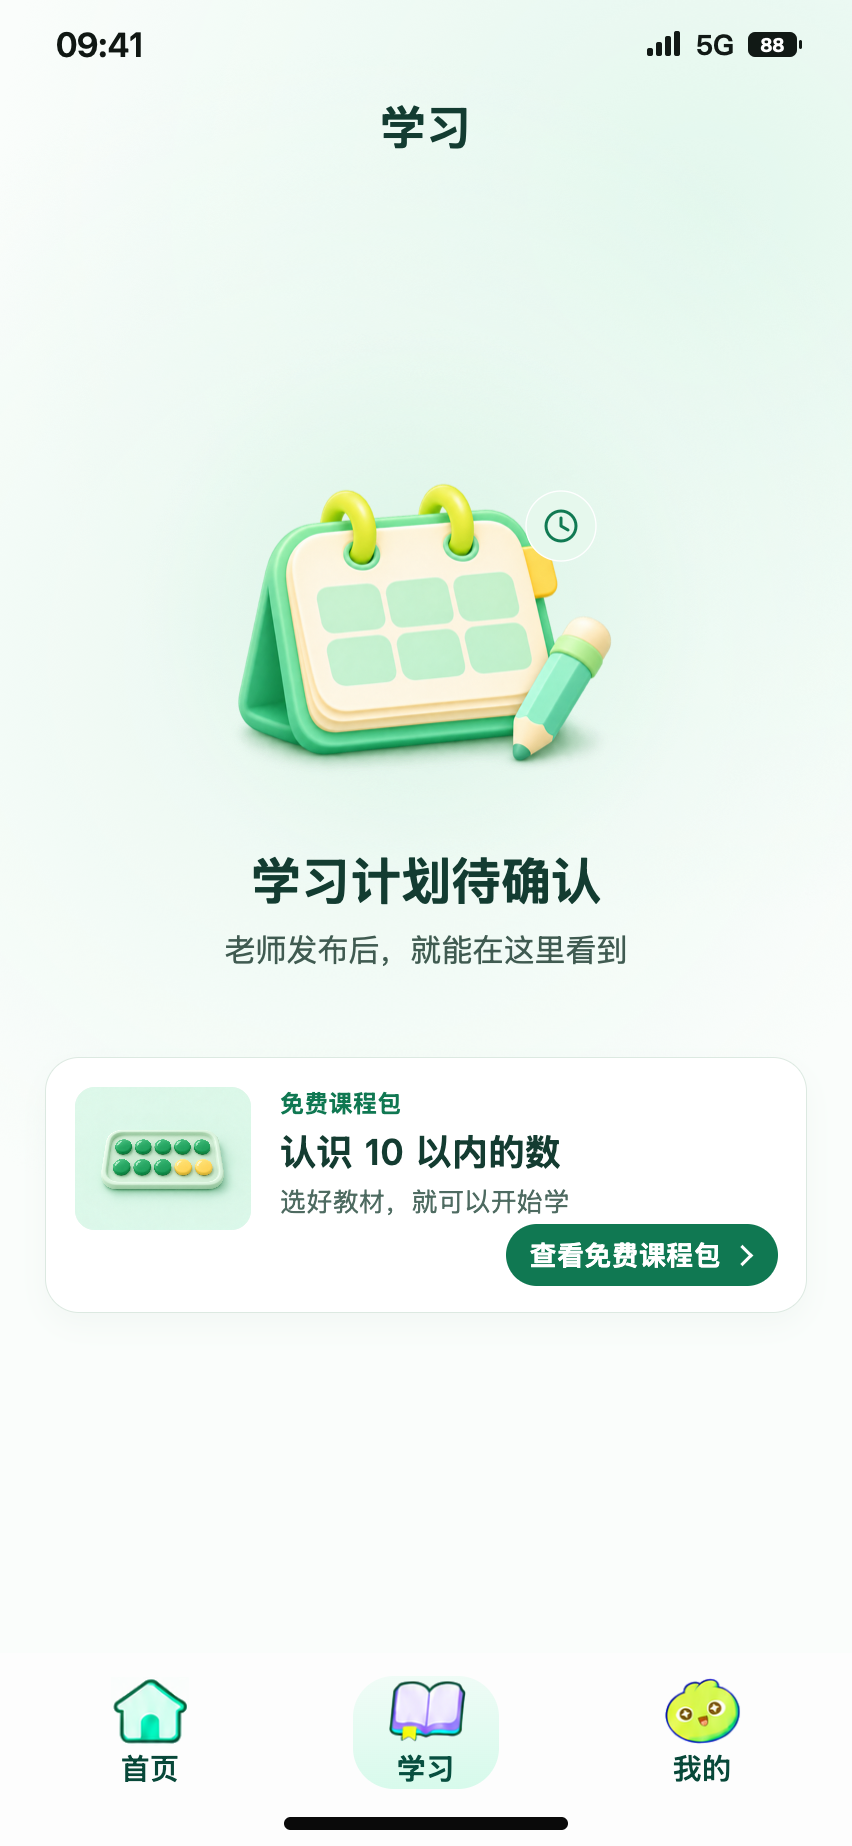 09:41
5G 88
学习
学习计划待确认
老师发布后，就能在这里看到
免费课程包
认识 10 以内的数
选好教材，就可以开始学
查看免费课程包
首页
学习
我的